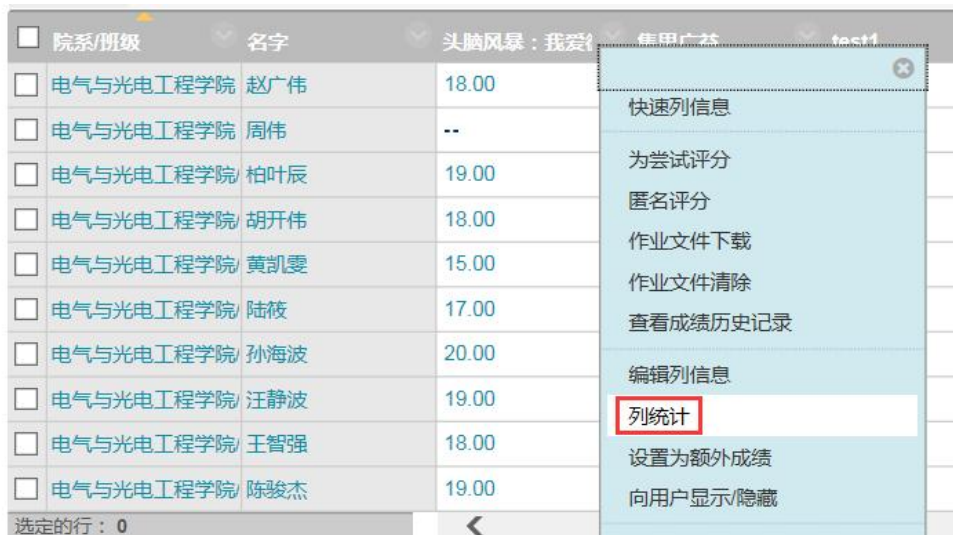 院系/班级 名字 头脑风暴：我爱 集思广益 test1
电气与光电工程学院 赵广伟 18.00
快速列信息
电气与光电工程学院 周伟 --
为尝试评分
电气与光电工程学院/ 柏叶辰 19.00
匿名评分
电气与光电工程学院/ 胡开伟 18.00
作业文件下载
电气与光电工程学院/ 黄凯雯 15.00
作业文件清除
电气与光电工程学院/ 陆筱 17.00
查看成绩历史记录
电气与光电工程学院/ 孙海波 20.00
编辑列信息
电气与光电工程学院/ 汪静波 19.00
列统计
电气与光电工程学院/ 王智强 18.00
设置为额外成绩
电气与光电工程学院/ 陈骏杰 19.00
向用户显示/隐藏
选定的行：0